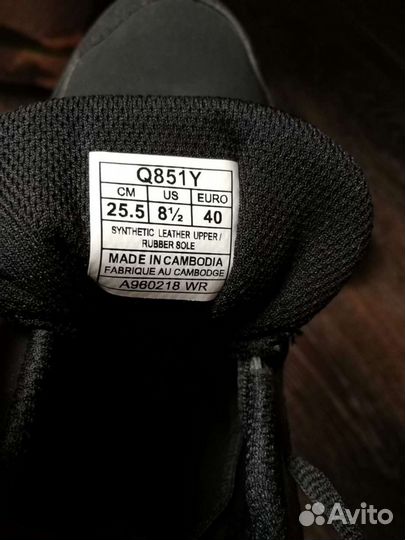 Q851Y
CM US EURO
25.5 8½ 40
SYNTHETIC LEATHER UPPER/
RUBBER SOLE
MADE IN CAMBODIA
FABRIQUE AU CAMBODGE
A960218 WR
Avito